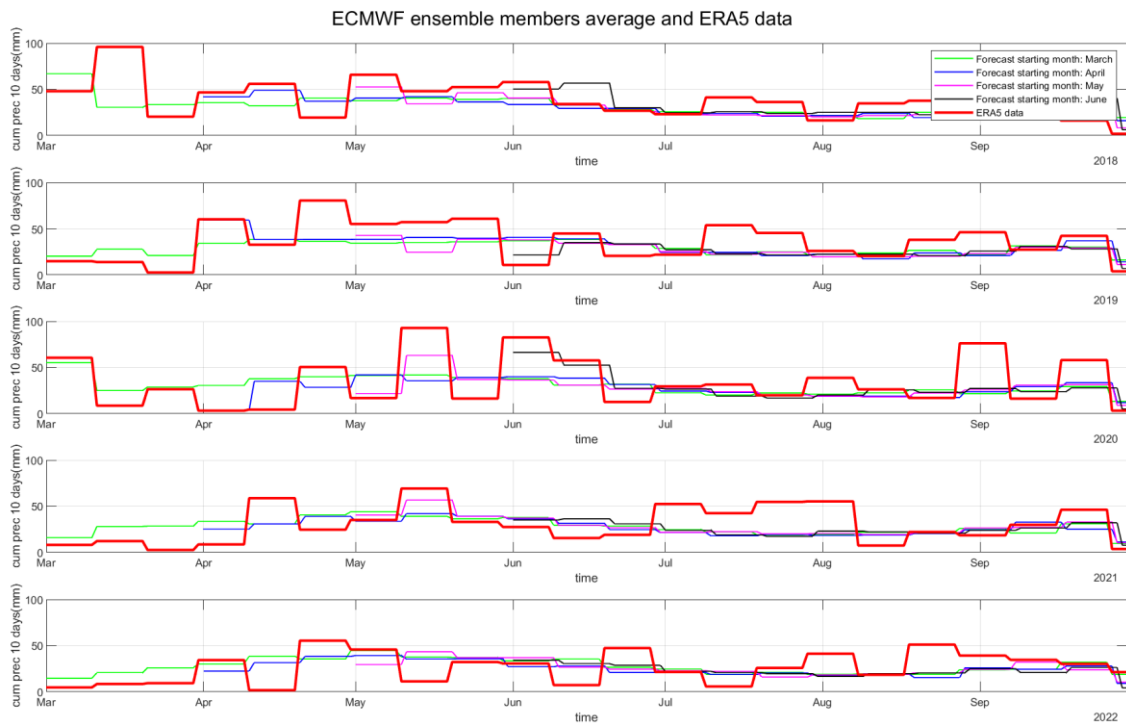 ECMWF ensemble members average and ERA5 data
cum prec 10 days(mm)
100
50
0
Forecast starting month: March
Forecast starting month: April
Forecast starting month: May
Forecast starting month: June
ERA5 data
Mar Apr May Jun Jul Aug Sep
time
2018
cum prec 10 days(mm)
100
50
0
Mar Apr May Jun Jul Aug Sep
time
2019
cum prec 10 days(mm)
100
50
0
Mar Apr May Jun Jul Aug Sep
time
2020
cum prec 10 days(mm)
100
50
0
Mar Apr May Jun Jul Aug Sep
time
2021
cum prec 10 days(mm)
100
50
0
Mar Apr May Jun Jul Aug Sep
time
2022